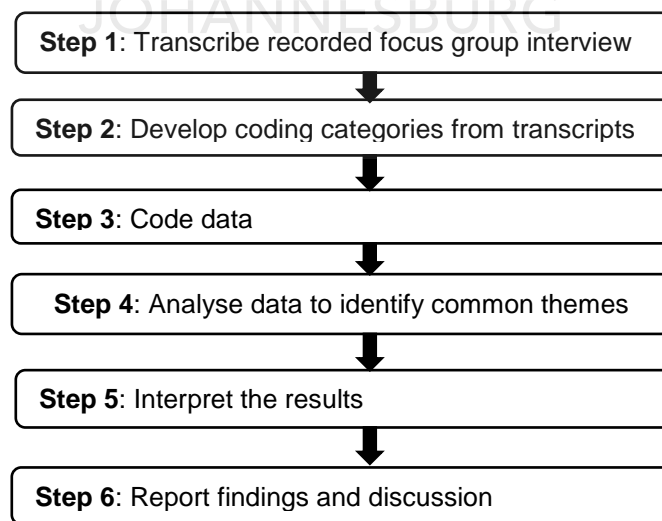 JOHANNESBURG
Step 1: Transcribe recorded focus group interview
Step 2: Develop coding categories from transcripts
Step 3: Code data
Step 4: Analyse data to identify common themes
Step 5: Interpret the results
Step 6: Report findings and discussion